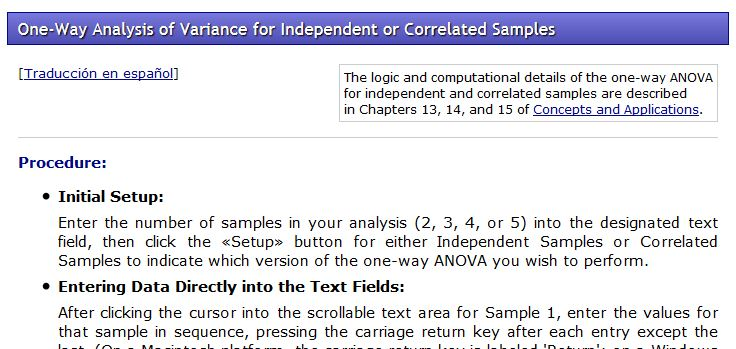 One-Way Analysis of Variance for Independent or Correlated Samples
[Traducción en español]
The logic and computational details of the one-way ANOVA
for independent and correlated samples are described
in Chapters 13, 14, and 15 of Concepts and Applications.
Procedure:
• Initial Setup:
Enter the number of samples in your analysis (2, 3, 4, or 5) into the designated text
field, then click the «Setup» button for either Independent Samples or Correlated
Samples to indicate which version of the one-way ANOVA you wish to perform.
• Entering Data Directly into the Text Fields:
After clicking the cursor into the scrollable text area for Sample 1, enter the values for
that sample in sequence, pressing the carriage return key after each entry except the
last. (On a Macintosh platform, the carriage return key is labeled 'Return'; on a Windows